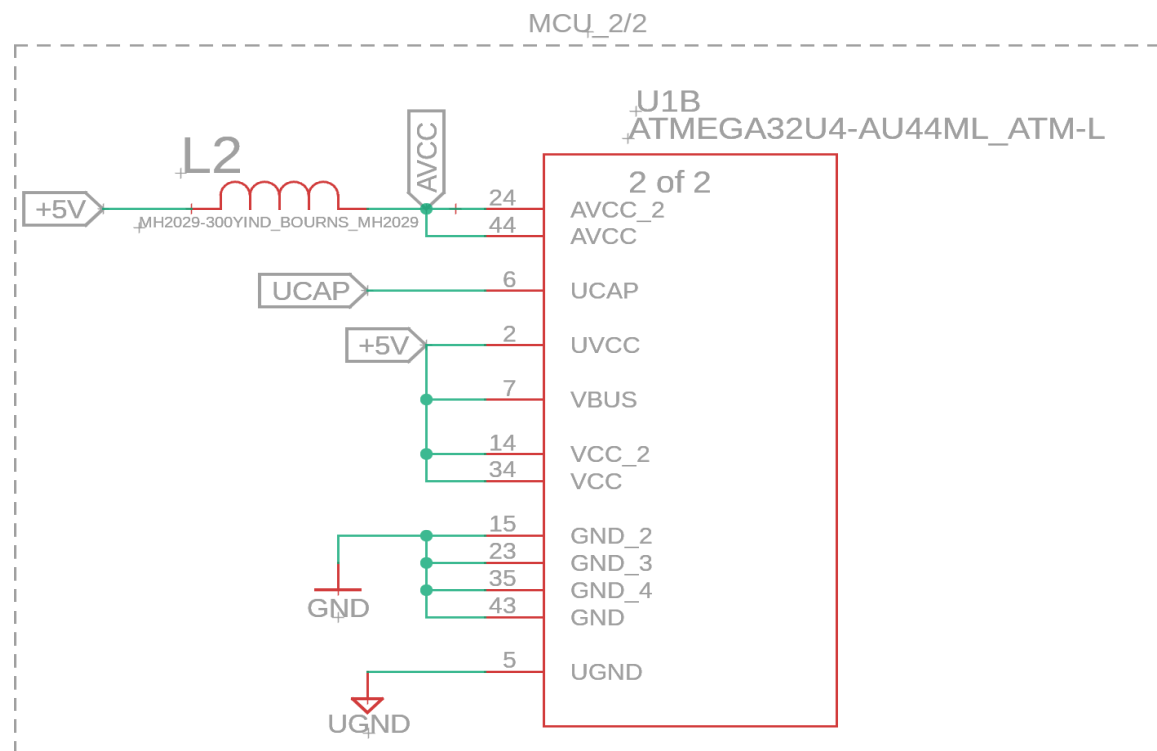 MCU_2/2
U1B
ATMEGA32U4-AU44ML_ATM-L
2 of 2
L2
AVCC
+5V
MH2029-300YIND_BOURNS_MH2029
24 AVCC_2
44 AVCC
UCAP 6 UCAP
+5V 2 UVCC
7 VBUS
14 VCC_2
34 VCC
15 GND_2
23 GND_3
35 GND_4
43 GND
GND
5 UGND
UGND